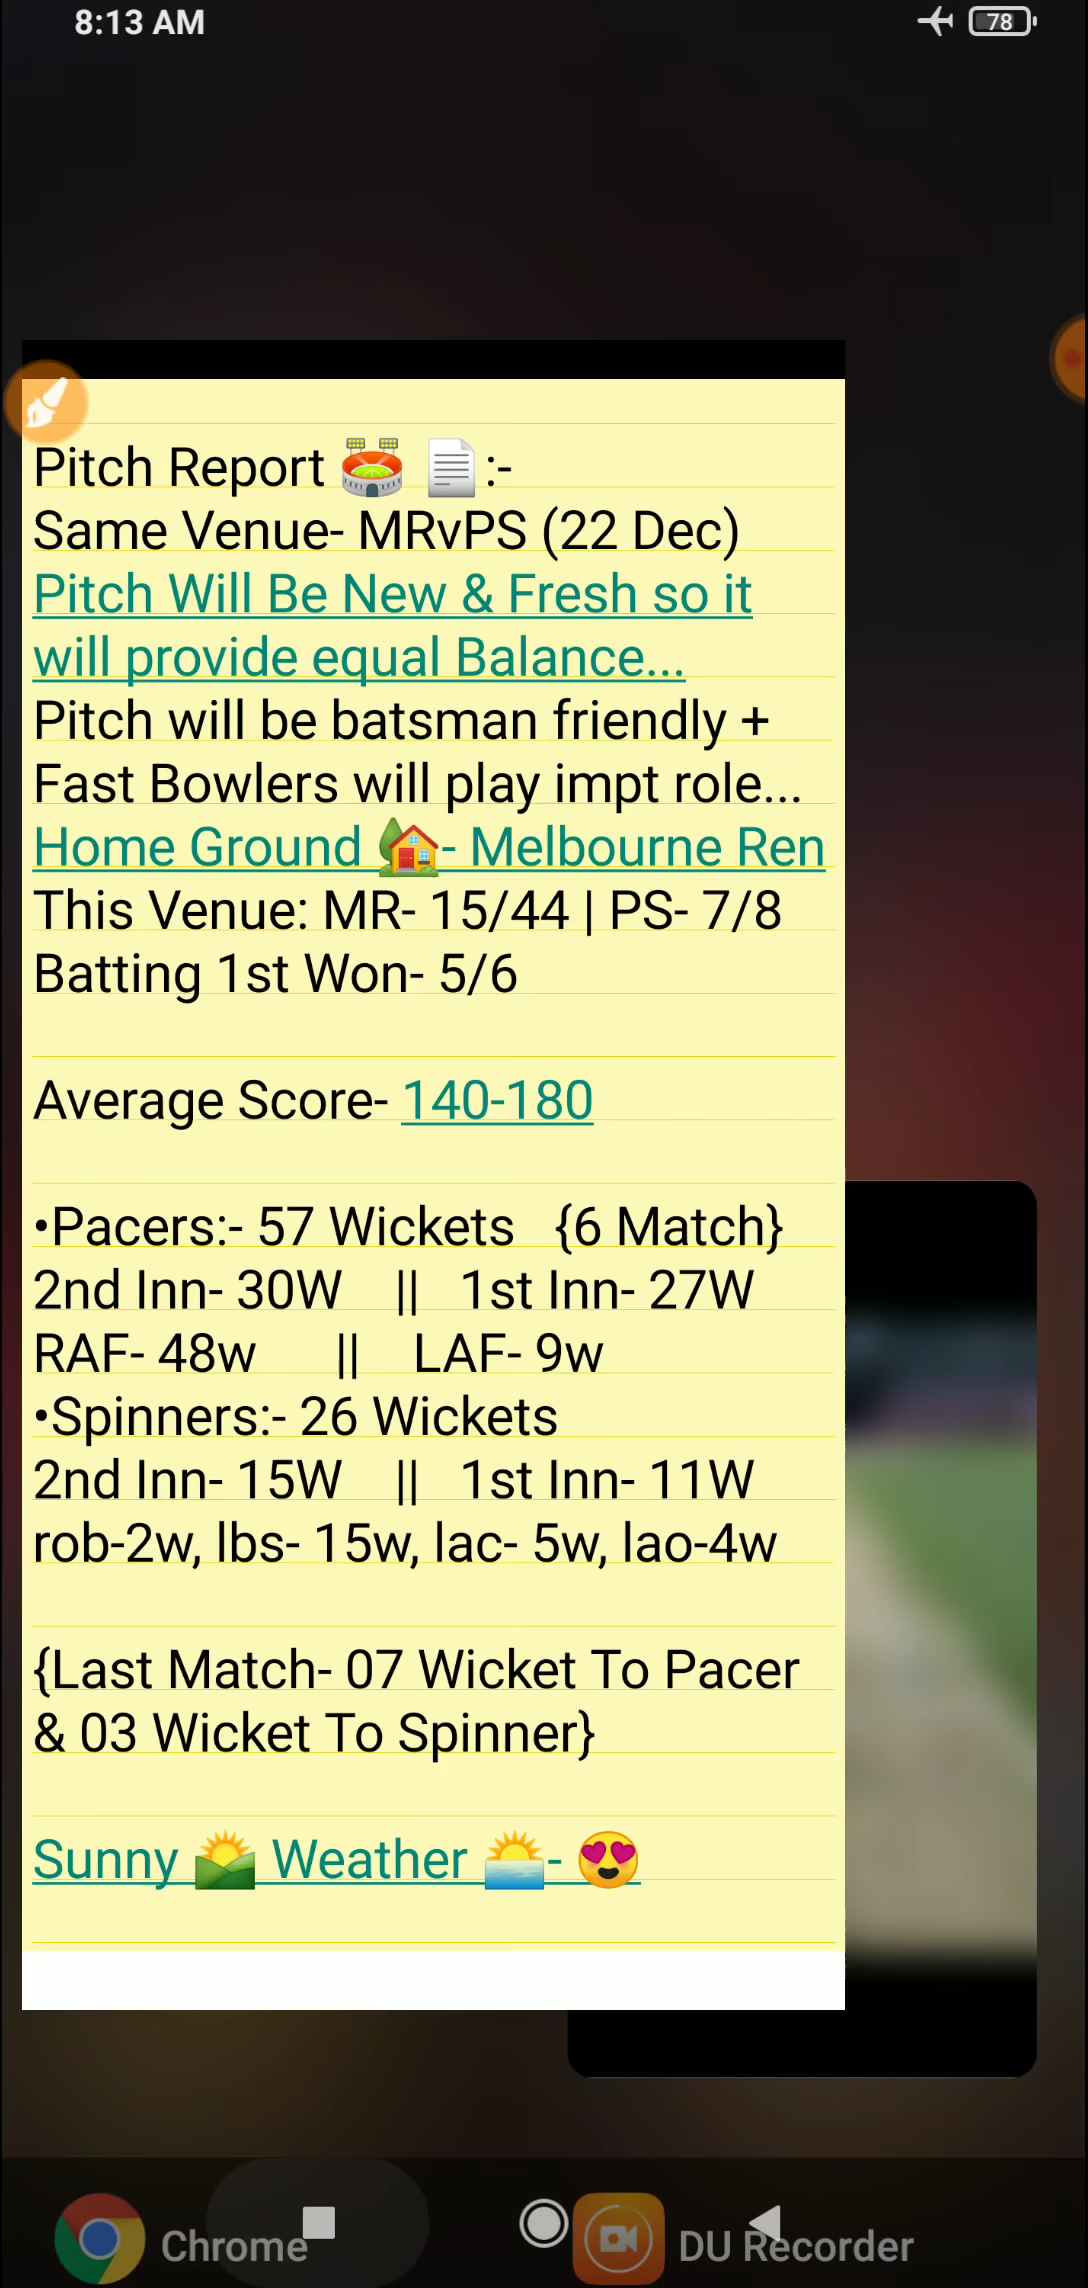 8:13 AM
78
Pitch Report 🏟️ 📄:-
Same Venue- MRvPS (22 Dec)
Pitch Will Be New & Fresh so it
will provide equal Balance...
Pitch will be batsman friendly +
Fast Bowlers will play impt role...
Home Ground 🏡- Melbourne Ren
This Venue: MR- 15/44 | PS- 7/8
Batting 1st Won- 5/6
Average Score- 140-180
•Pacers:- 57 Wickets {6 Match}
2nd Inn- 30W || 1st Inn- 27W
RAF- 48w || LAF- 9w
•Spinners:- 26 Wickets
2nd Inn- 15W || 1st Inn- 11W
rob-2w, lbs- 15w, lac- 5w, lao-4w
{Last Match- 07 Wicket To Pacer
& 03 Wicket To Spinner}
Sunny 🌄 Weather 🌅- 😍
Chrome
DU Recorder